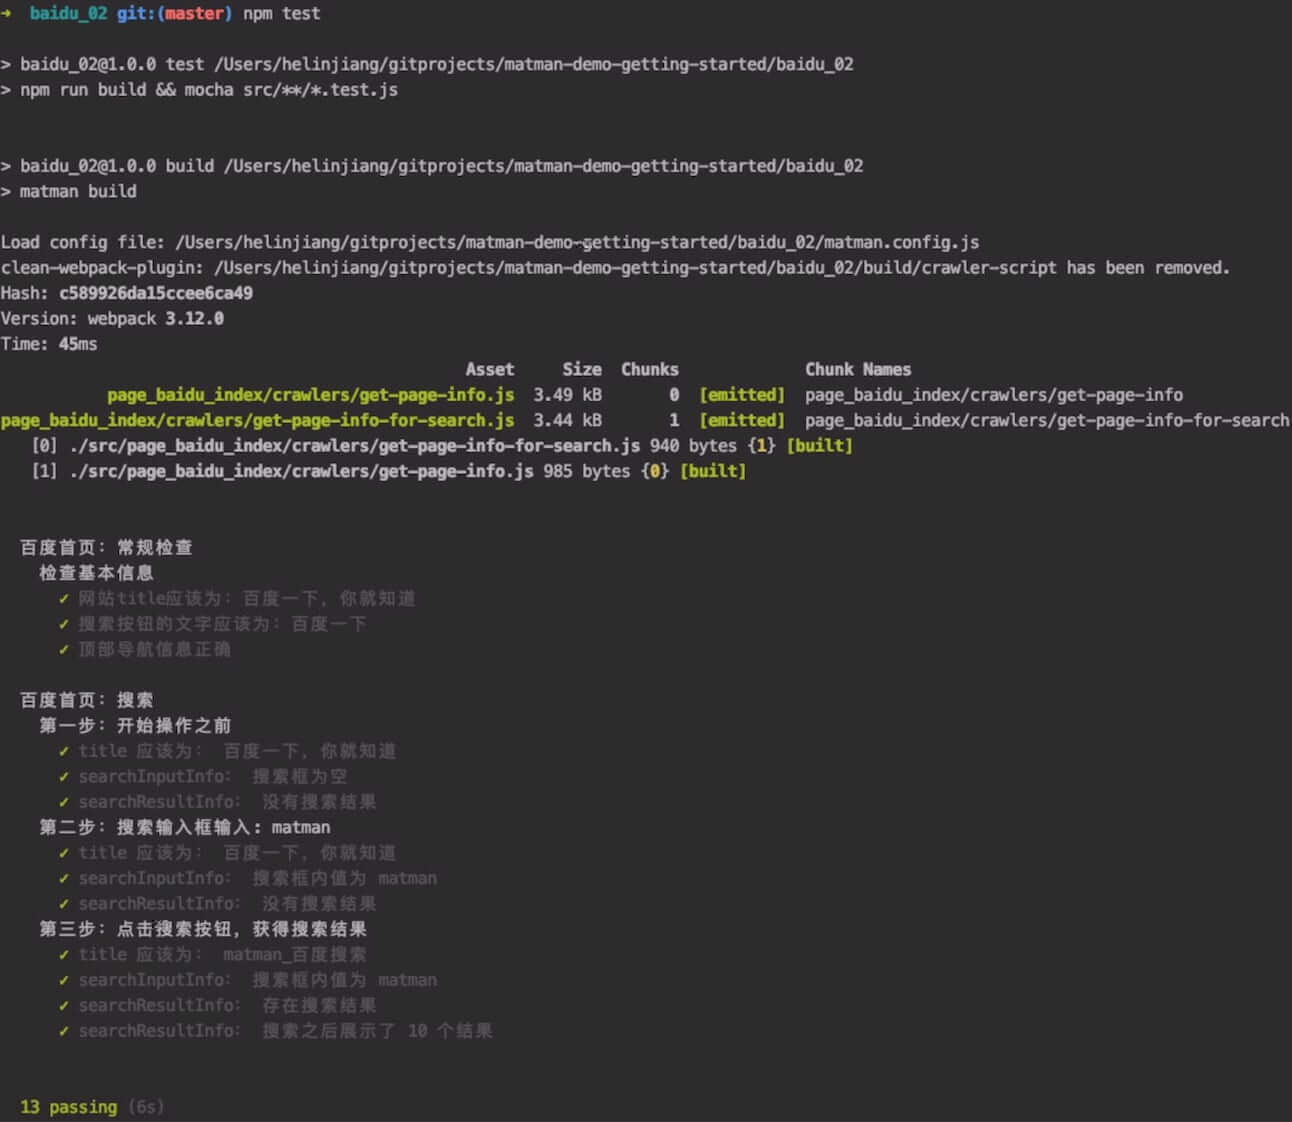 ➜  baidu_02 git:(master) npm test
> baidu_02@1.0.0 test /Users/helinjiang/gitprojects/matman-demo-getting-started/baidu_02
> npm run build && mocha src/**/*.test.js
> baidu_02@1.0.0 build /Users/helinjiang/gitprojects/matman-demo-getting-started/baidu_02
> matman build
Load config file: /Users/helinjiang/gitprojects/matman-demo-getting-started/baidu_02/matman.config.js
clean-webpack-plugin: /Users/helinjiang/gitprojects/matman-demo-getting-started/baidu_02/build/crawler-script has been removed.
Hash: c589926da15ccee6ca49
Version: webpack 3.12.0
Time: 45ms
Asset Size Chunks Chunk Names
page_baidu_index/crawlers/get-page-info.js 3.49 kB 0 [emitted] page_baidu_index/crawlers/get-page-info
page_baidu_index/crawlers/get-page-info-for-search.js 3.44 kB 1 [emitted] page_baidu_index/crawlers/get-page-info-for-search
[0] ./src/page_baidu_index/crawlers/get-page-info-for-search.js 940 bytes {1} [built]
[1] ./src/page_baidu_index/crawlers/get-page-info.js 985 bytes {0} [built]
百度首页：常规检查
检查基本信息
✓ 网站title应该为：百度一下，你就知道
✓ 搜索按钮的文字应该为：百度一下
✓ 顶部导航信息正确
百度首页：搜索
第一步：开始操作之前
✓ title 应该为： 百度一下，你就知道
✓ searchInputInfo： 搜索框为空
✓ searchResultInfo： 没有搜索结果
第二步：搜索输入框输入：matman
✓ title 应该为： 百度一下，你就知道
✓ searchInputInfo： 搜索框内值为 matman
✓ searchResultInfo： 没有搜索结果
第三步：点击搜索按钮，获得搜索结果
✓ title 应该为： matman_百度搜索
✓ searchInputInfo： 搜索框内值为 matman
✓ searchResultInfo： 存在搜索结果
✓ searchResultInfo： 搜索之后展示了 10 个结果
13 passing (6s)